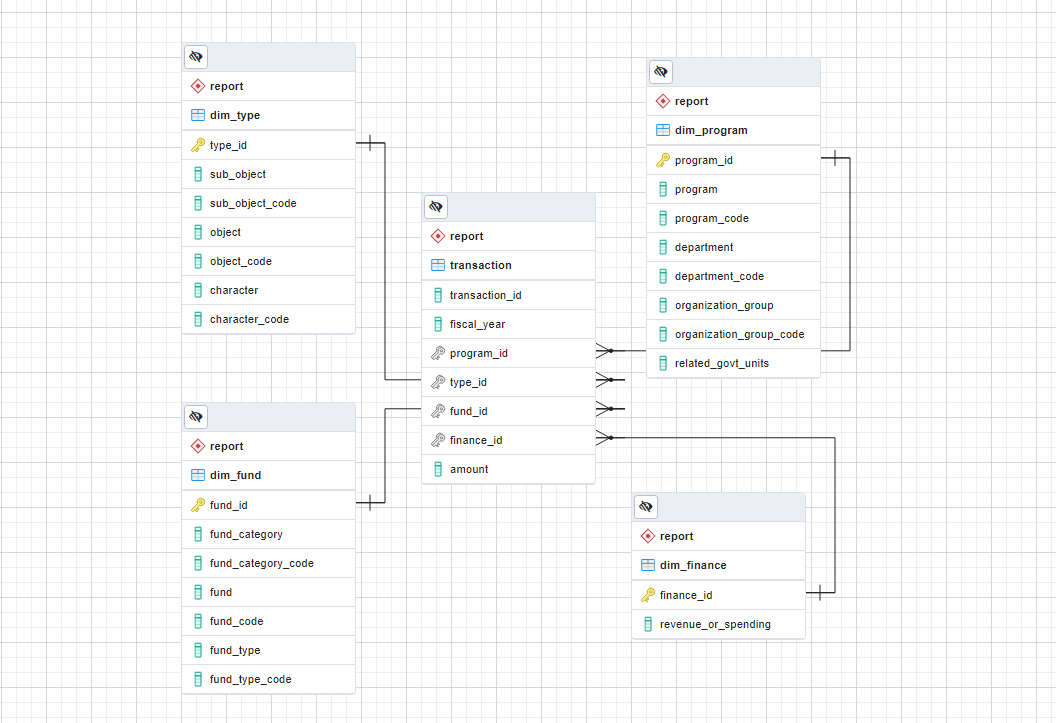 report
dim_type
type_id
sub_object
sub_object_code
object
object_code
character
character_code
report
dim_fund
fund_id
fund_category
fund_category_code
fund
fund_code
fund_type
fund_type_code
report
transaction
transaction_id
fiscal_year
program_id
type_id
fund_id
finance_id
amount
report
dim_program
program_id
program
program_code
department
department_code
organization_group
organization_group_code
related_govt_units
report
dim_finance
finance_id
revenue_or_spending